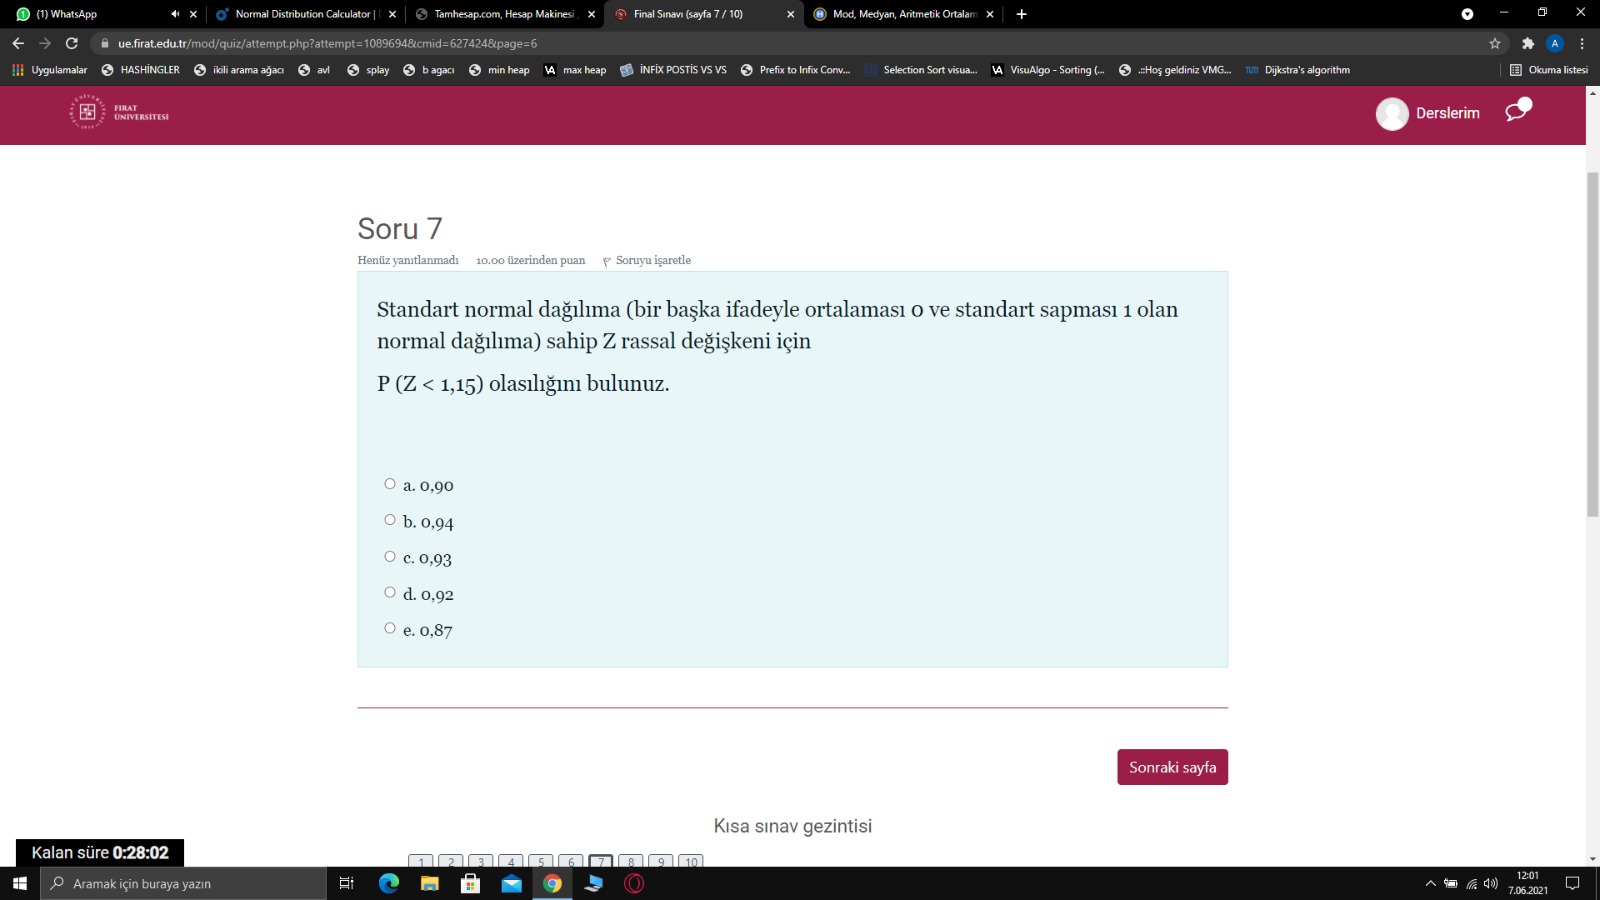 (1) WhatsApp
Normal Distribution Calculator |
Tamhesap.com, Hesap Makinesi
Final Sınavı (sayfa 7 / 10)
Mod, Medyan, Aritmetik Ortalam
ue.firat.edu.tr/mod/quiz/attempt.php?attempt=1089694&cmid=627424&page=6
A
Uygulamalar
HASHİNGLER
ikili arama ağacı
avl
splay
b agacı
min heap
VA max heap
İNFİX POSTİS VS VS
Prefix to Infix Conv...
Selection Sort visua...
VA VisuAlgo - Sorting (...
.::Hoş geldiniz VMG...
TUM Dijkstra's algorithm
Okuma listesi
FIRAT
ÜNİVERSİTESİ
Derslerim
Soru 7
Henüz yanıtlanmadı 10.00 üzerinden puan Soruyu işaretle
Standart normal dağılıma (bir başka ifadeyle ortalaması 0 ve standart sapması 1 olan
normal dağılıma) sahip Z rassal değişkeni için
P (Z < 1,15) olasılığını bulunuz.
a. 0,90
b. 0,94
c. 0,93
d. 0,92
e. 0,87
Sonraki sayfa
Kısa sınav gezintisi
Kalan süre 0:28:02
1 2 3 4 5 6 7 8 9 10
Aramak için buraya yazın
12:01
7.06.2021